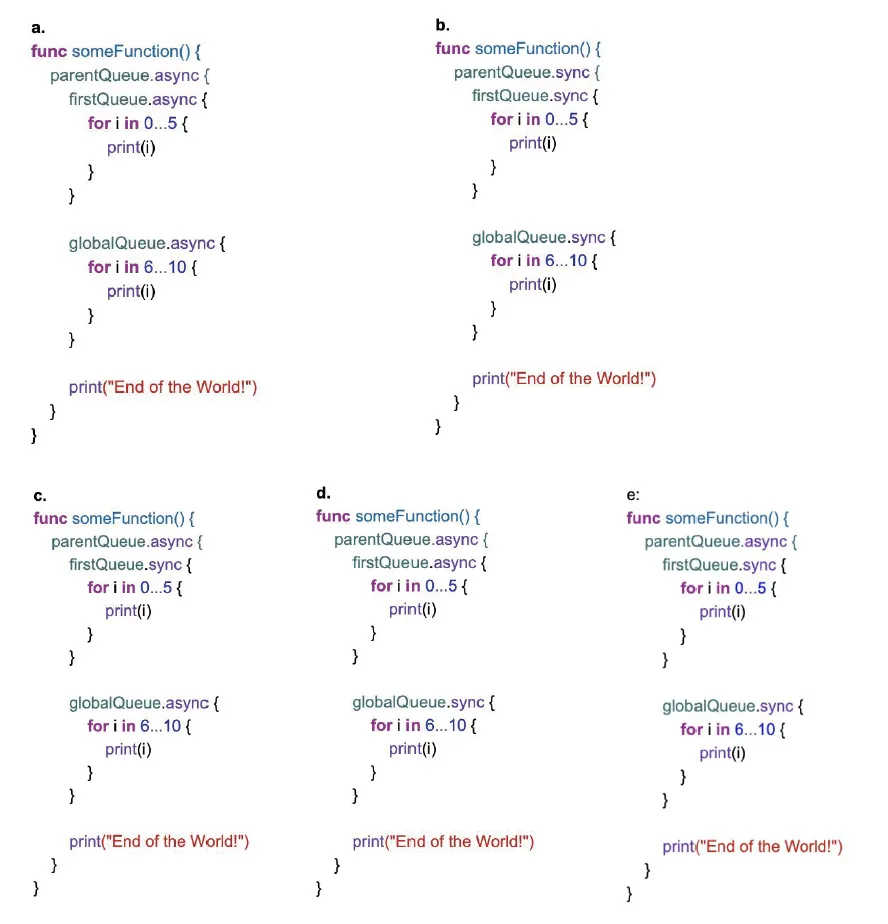 a.
func someFunction() {
parentQueue.async {
firstQueue.async {
for i in 0...5 {
print(i)
}
}
globalQueue.async {
for i in 6...10 {
print(i)
}
}
print("End of the World!")
}
}
b.
func someFunction() {
parentQueue.sync {
firstQueue.sync {
for i in 0...5 {
print(i)
}
}
globalQueue.sync {
for i in 6...10 {
print(i)
}
}
print("End of the World!")
}
}
c.
func someFunction() {
parentQueue.async {
firstQueue.sync {
for i in 0...5 {
print(i)
}
}
globalQueue.async {
for i in 6...10 {
print(i)
}
}
print("End of the World!")
}
}
d.
func someFunction() {
parentQueue.async {
firstQueue.async {
for i in 0...5 {
print(i)
}
}
globalQueue.sync {
for i in 6...10 {
print(i)
}
}
print("End of the World!")
}
}
e:
func someFunction() {
parentQueue.async {
firstQueue.sync {
for i in 0...5 {
print(i)
}
}
globalQueue.sync {
for i in 6...10 {
print(i)
}
}
print("End of the World!")
}
}